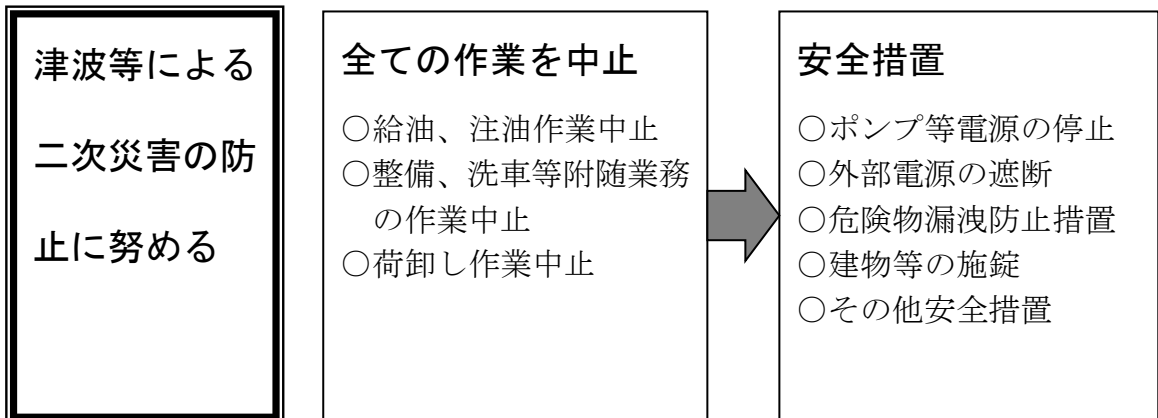 津波等による
二次災害の防
止に努める
全ての作業を中止
○給油、注油作業中止
○整備、洗車等附随業務
の作業中止
○荷卸し作業中止
安全措置
○ポンプ等電源の停止
○外部電源の遮断
○危険物漏洩防止措置
○建物等の施錠
○その他安全措置